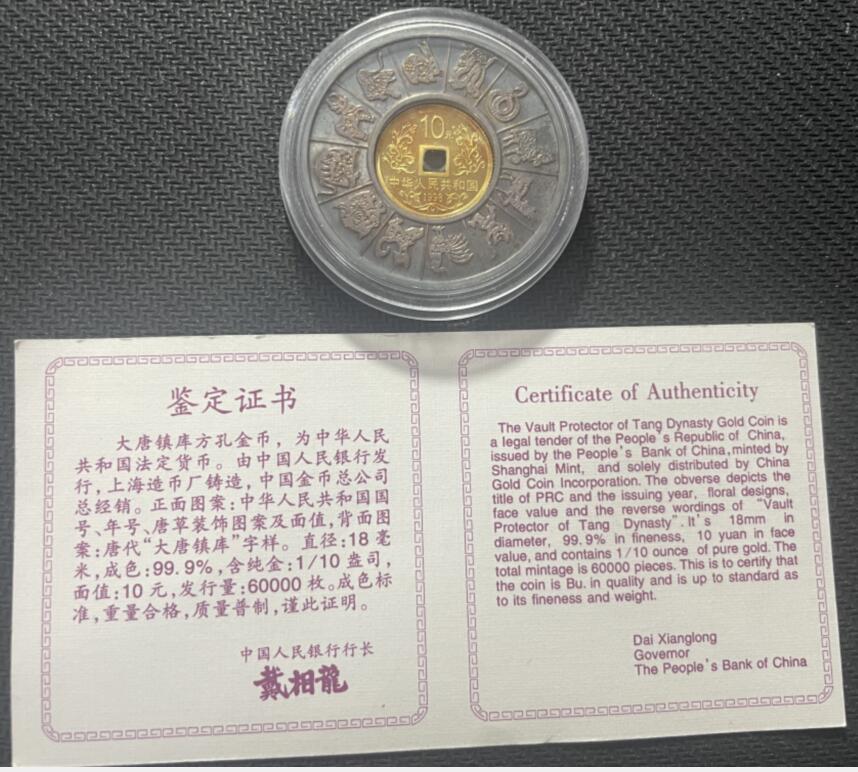 10元
中华人民共和国
1998
鉴定证书
大唐镇库方孔金币，为中华人民
共和国法定货币。由中国人民银行发
行，上海造币厂铸造，中国金币总公司
总经销。正面图案：中华人民共和国国
号、年号、唐草装饰图案及面值，背面图
案：唐代“大唐镇库”字样。直径：18毫
米，成色：99.9%，含纯金：1/10盎司，
面值：10元，发行量：60000枚。成色标
准，重量合格，质量普制，谨此证明。
中国人民银行行长
戴相龍
Certificate of Authenticity
The Vault Protector of Tang Dynasty Gold Coin is
a legal tender of the People's Republic of China,
issued by the People's Bank of China, minted by
Shanghai Mint, and solely distributed by China
Gold Coin Incorporation. The obverse depicts the
title of PRC and the issuing year, floral designs,
face value and the reverse wordings of “Vault
Protector of Tang Dynasty”. It's 18mm in
diameter, 99.9% in fineness, 10 yuan in face
value, and contains 1/10 ounce of pure gold. The
total mintage is 60000 pieces. This is to certify that
the coin is Bu. in quality and is up to standard as
to its fineness and weight.
Dai Xianglong
Governor
The People's Bank of China